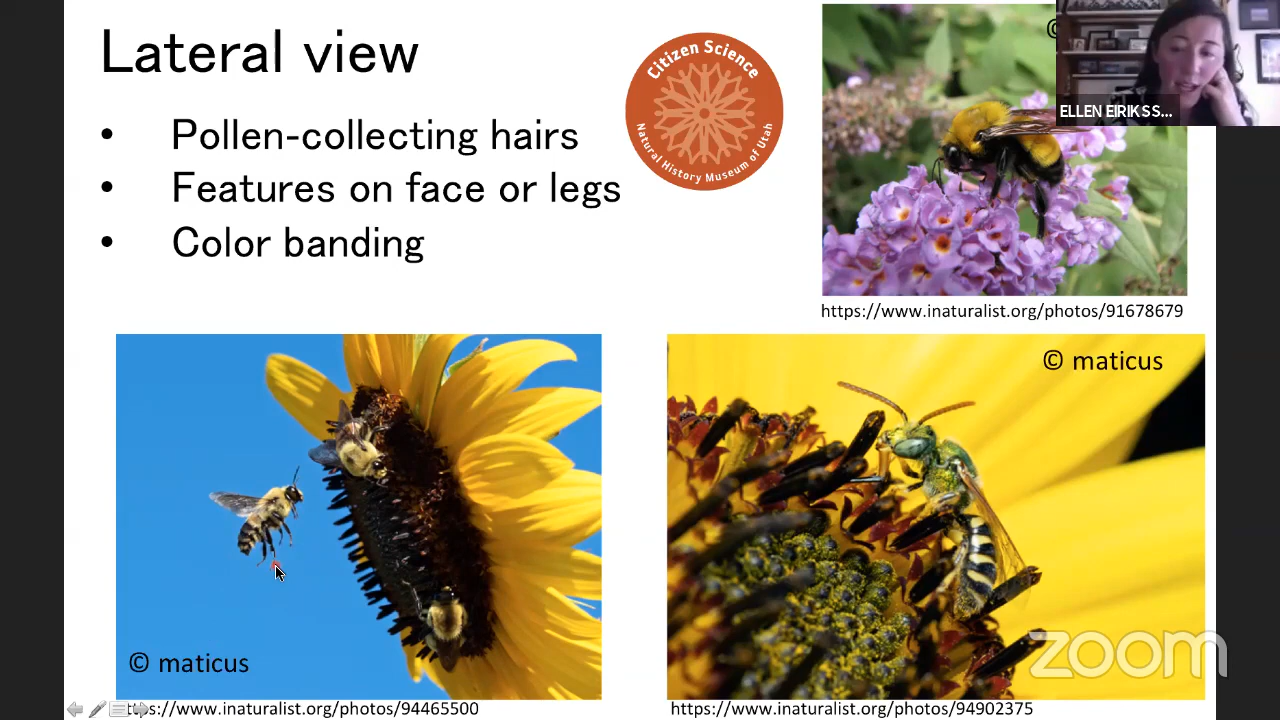 Lateral view
• Pollen-collecting hairs
• Features on face or legs
• Color banding
Citizen Science
Natural History Museum of Utah
©
ELLEN EIRIKSS...
https://www.inaturalist.org/photos/91678679
© maticus
© maticus
zoom
https://www.inaturalist.org/photos/94902375
www.inaturalist.org/photos/94465500